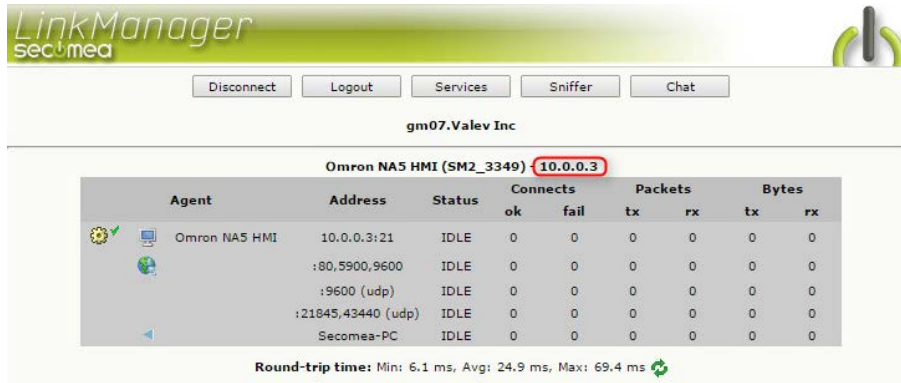 LinkManager
secomea
Disconnect Logout Services Sniffer Chat
gm07.Valev Inc
Omron NA5 HMI (SM2_3349) - 10.0.0.3
Agent Address Status Connects Packets Bytes
ok fail tx rx tx rx
Omron NA5 HMI 10.0.0.3:21 IDLE 0 0 0 0 0 0
:80,5900,9600 IDLE 0 0 0 0 0 0
:9600 (udp) IDLE 0 0 0 0 0 0
:21845,43440 (udp) IDLE 0 0 0 0 0 0
Secomea-PC IDLE 0 0 0 0 0 0
Round-trip time: Min: 6.1 ms, Avg: 24.9 ms, Max: 69.4 ms